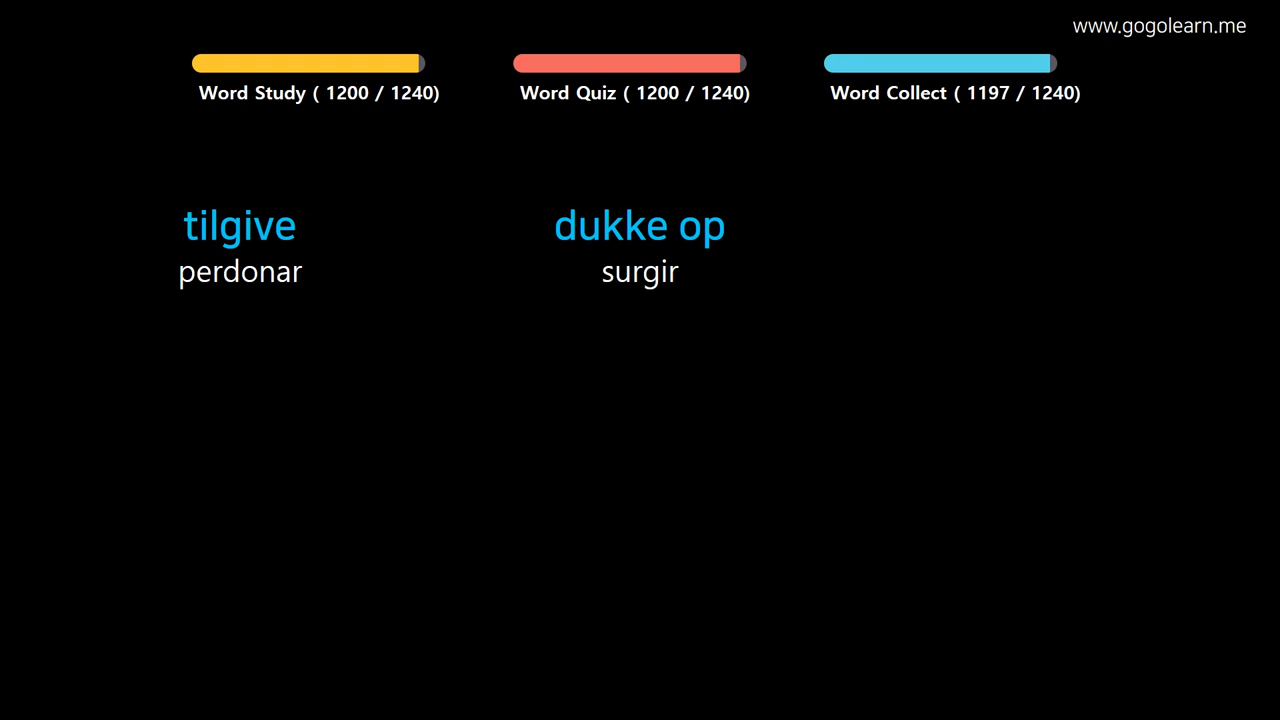 www.gogolearn.me
Word Study ( 1200 / 1240)
Word Quiz ( 1200 / 1240)
Word Collect ( 1197 / 1240)
tilgive
perdonar
dukke op
surgir